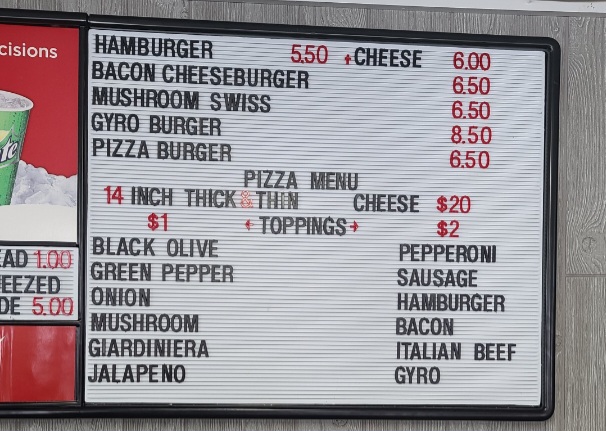 cisions
HAMBURGER 5.50 +CHEESE 6.00
BACON CHEESEBURGER 6.50
MUSHROOM SWISS 6.50
GYRO BURGER 8.50
PIZZA BURGER 6.50
PIZZA MENU
14 INCH THICK & THIN CHEESE $20
$1 TOPPINGS $2
BLACK OLIVE PEPPERONI
GREEN PEPPER SAUSAGE
ONION HAMBURGER
MUSHROOM BACON
GIARDINIERA ITALIAN BEEF
JALAPENO GYRO
EAD 1.00
EEZED
DE 5.00